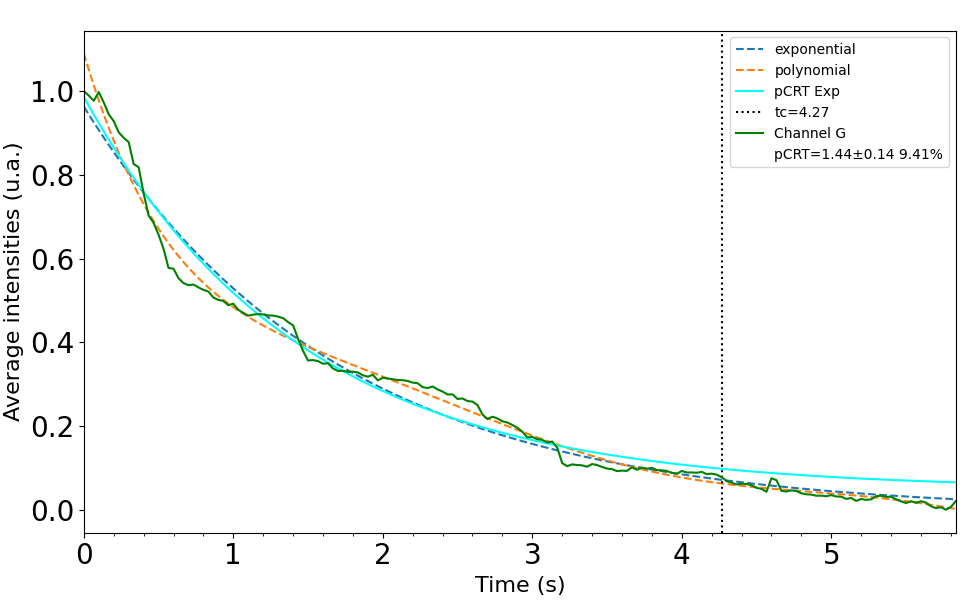 exponential
polynomial
pCRT Exp
tc=4.27
Channel G
pCRT=1.44±0.14 9.41%
Average intensities (u.a.)
1.0
0.8
0.6
0.4
0.2
0.0
0 1 2 3 4 5
Time (s)